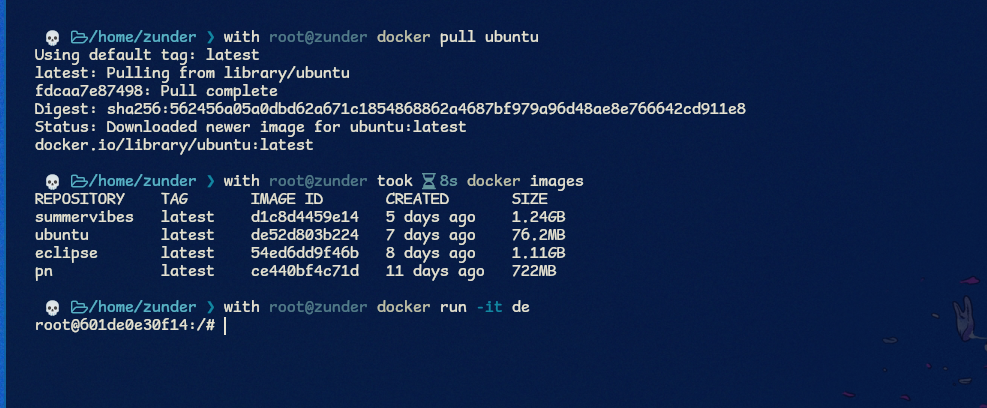 /home/zunder ❯ with root@zunder docker pull ubuntu
Using default tag: latest
latest: Pulling from library/ubuntu
fdcaa7e87498: Pull complete
Digest: sha256:562456a05a0dbd62a671c1854868862a4687bf979a96d48ae8e766642cd911e8
Status: Downloaded newer image for ubuntu:latest
docker.io/library/ubuntu:latest
/home/zunder ❯ with root@zunder took ⌛8s docker images
REPOSITORY TAG IMAGE ID CREATED SIZE
summervibes latest d1c8d4459e14 5 days ago 1.24GB
ubuntu latest de52d803b224 7 days ago 76.2MB
eclipse latest 54ed6dd9f46b 8 days ago 1.11GB
pn latest ce440bf4c71d 11 days ago 722MB
/home/zunder ❯ with root@zunder docker run -it de
root@601de0e30f14:/#